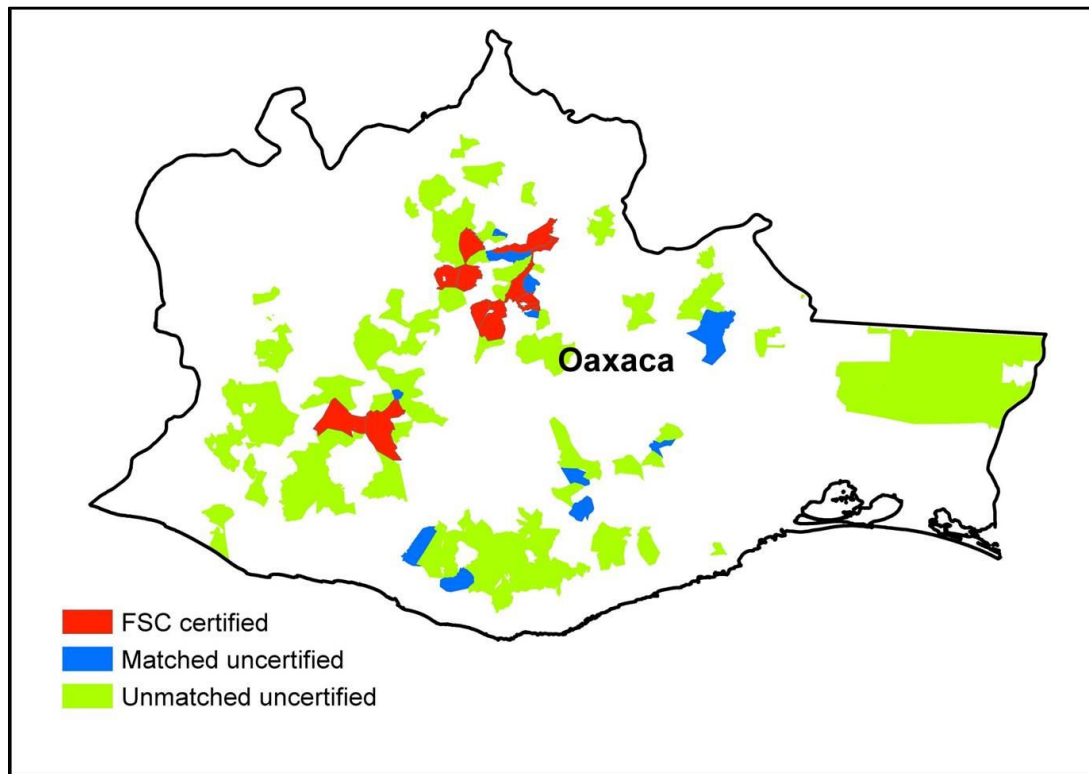 Oaxaca
FSC certified
Matched uncertified
Unmatched uncertified